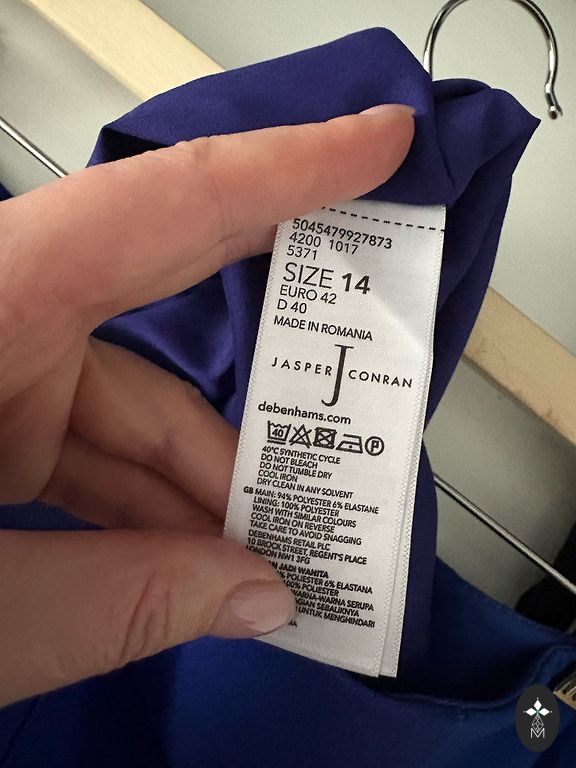 5045479927873
4200 1017
5371
SIZE 14
EURO 42
D 40
MADE IN ROMANIA
JASPER J CONRAN
debenhams.com
40
P
40°C SYNTHETIC CYCLE
DO NOT BLEACH
DO NOT TUMBLE DRY
COOL IRON
DRY CLEAN IN ANY SOLVENT
GB MAIN: 94% POLYESTER 6% ELASTANE
LINING: 100% POLYESTER
WASH WITH SIMILAR COLOURS
COOL IRON ON REVERSE
TAKE CARE TO AVOID SNAGGING
DEBENHAMS RETAIL PLC
10 BROCK STREET, REGENT'S PLACE
LONDON NW1 3FG
JADI WANITA
POLIESTER 6% ELASTANA
100% POLIESTER
WARNA-WARNA SERUPA
SEBALIKNYA
UNTUK MENGHINDARI
M